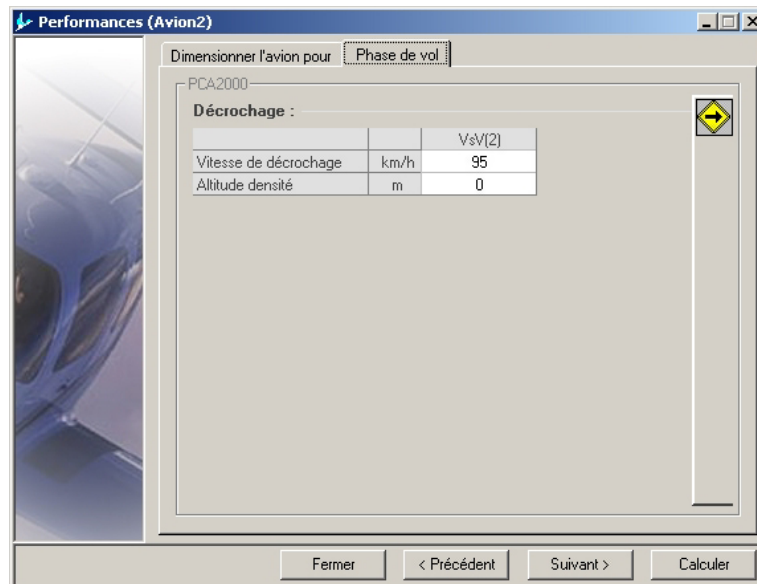 Performances (Avion2)
Dimensionner l'avion pour Phase de vol
PCA2000
Décrochage :
VsV(2)
Vitesse de décrochage km/h 95
Altitude densité m 0
Fermer < Précédent Suivant > Calculer